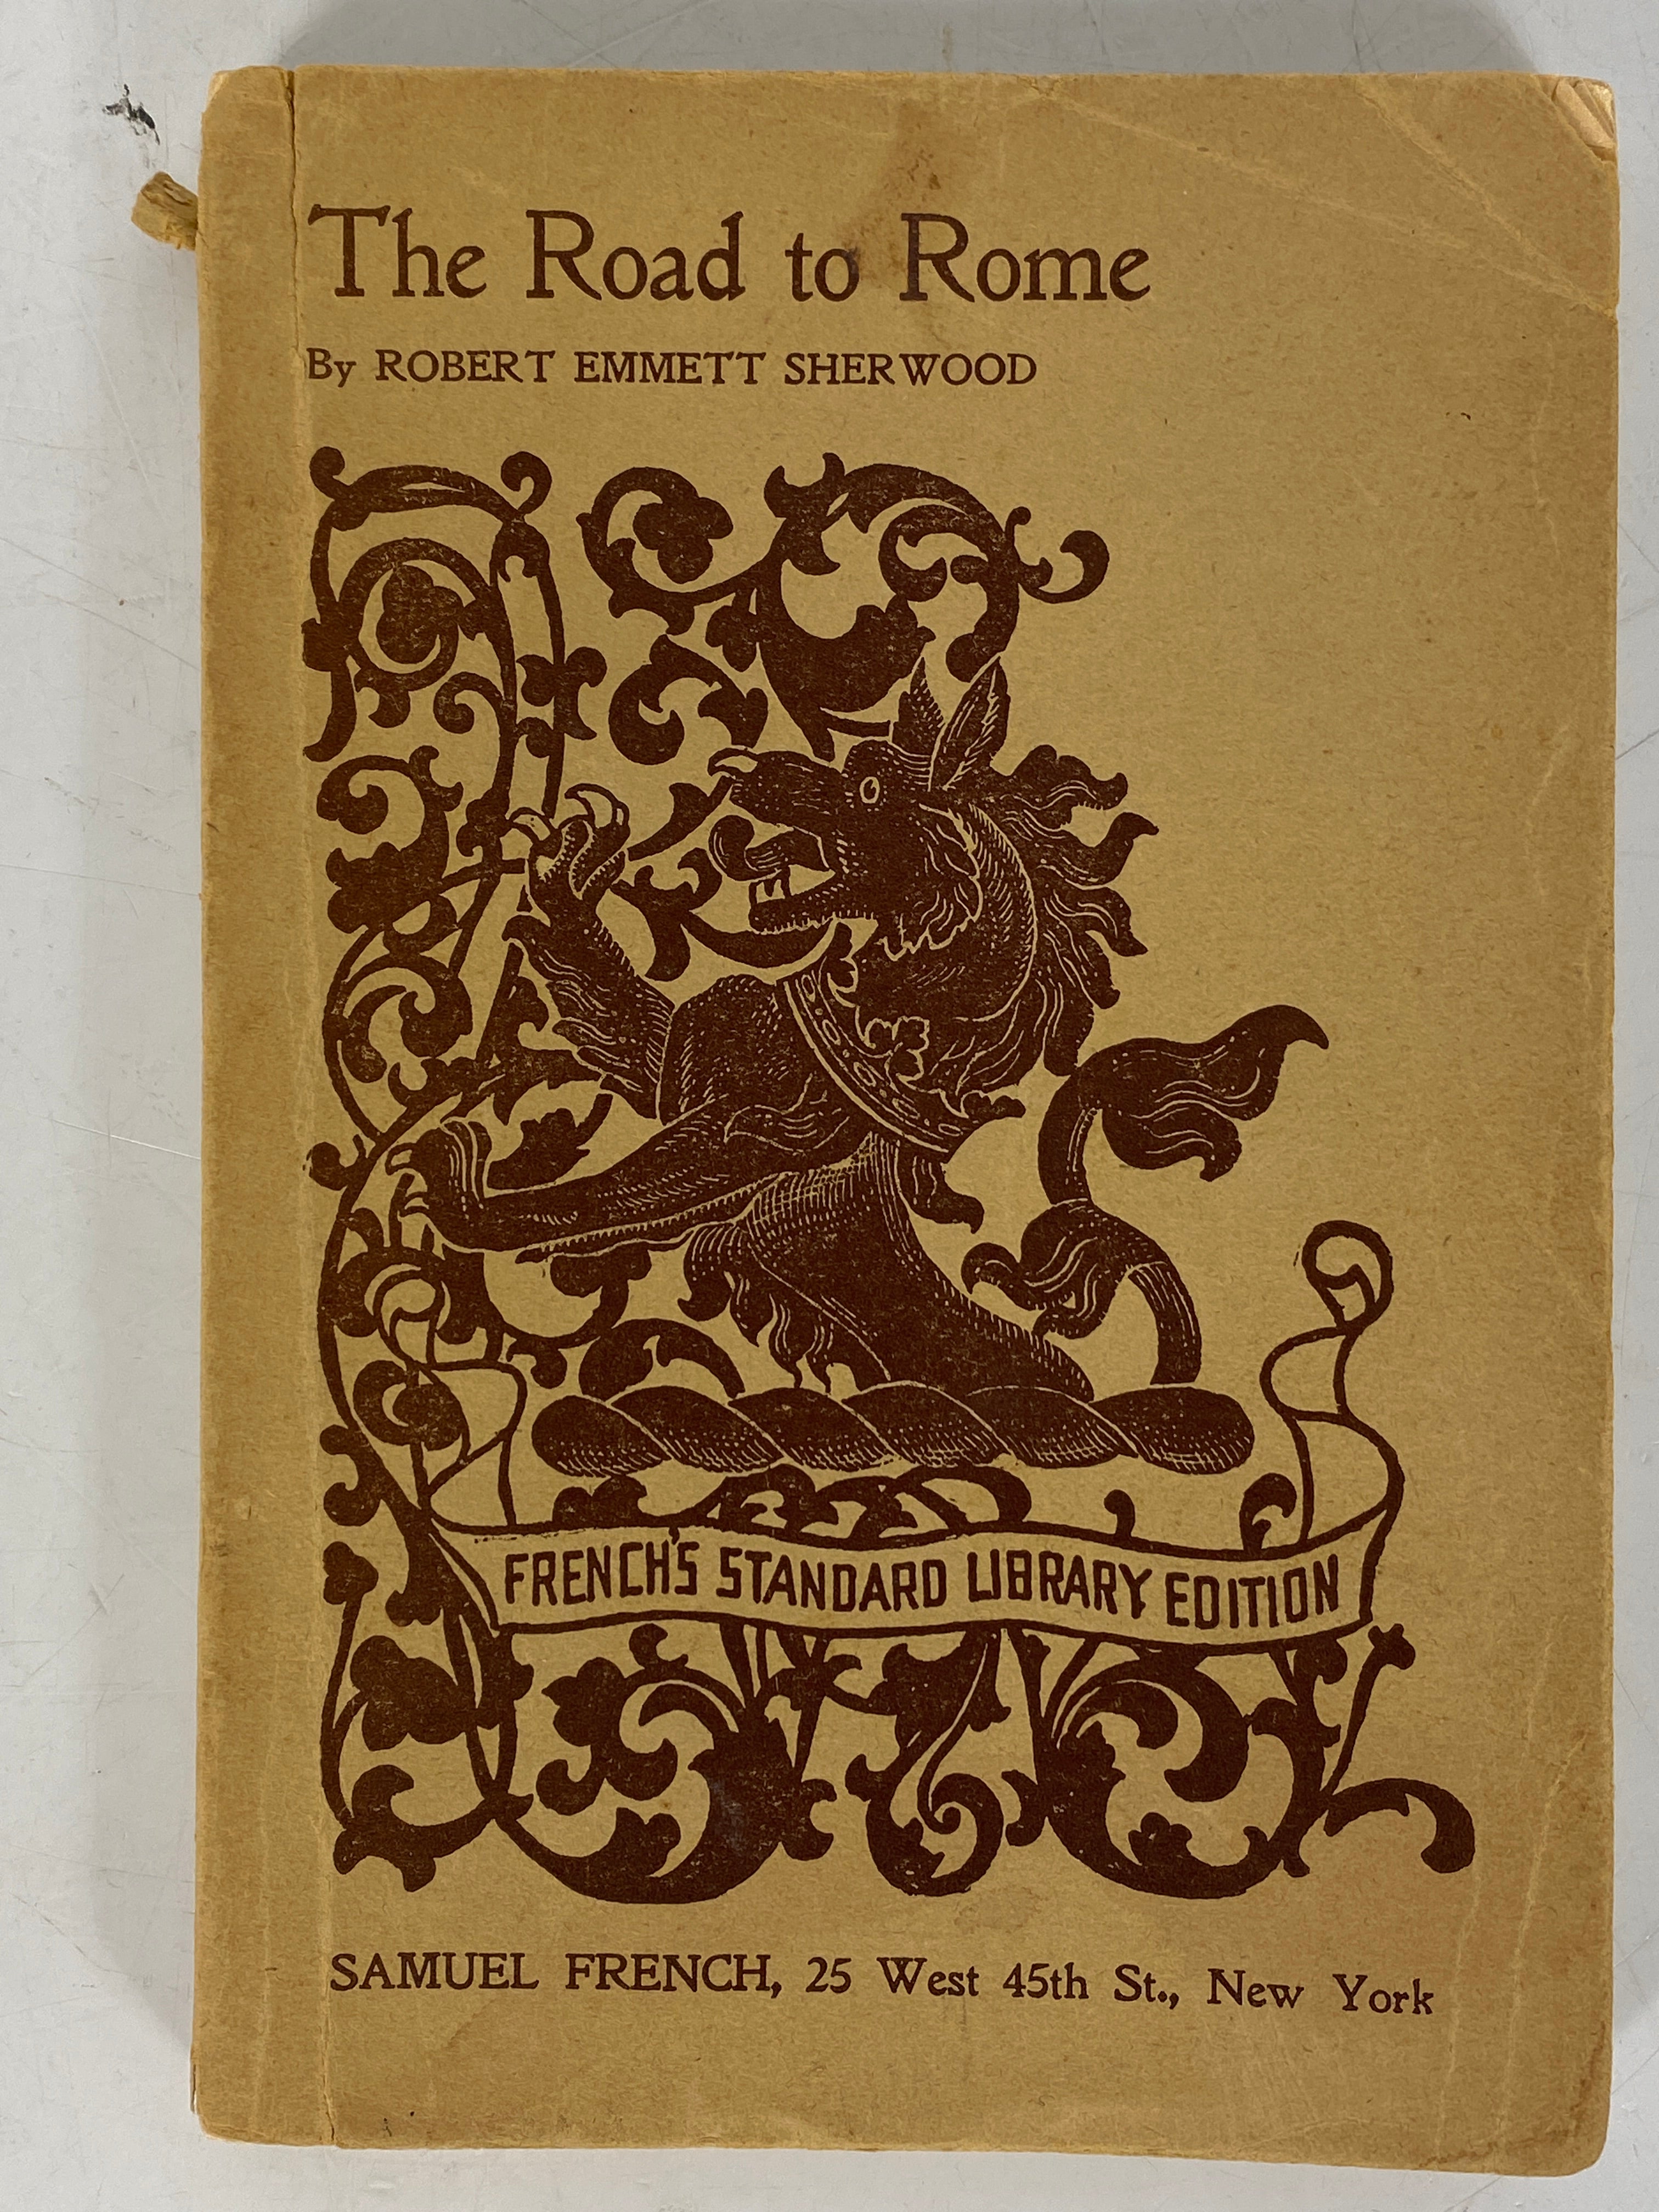 The Road to Rome
By ROBERT EMMETT SHERWOOD
FRENCH'S STANDARD LIBRARY EDITION
SAMUEL FRENCH, 25 West 45th St., New York